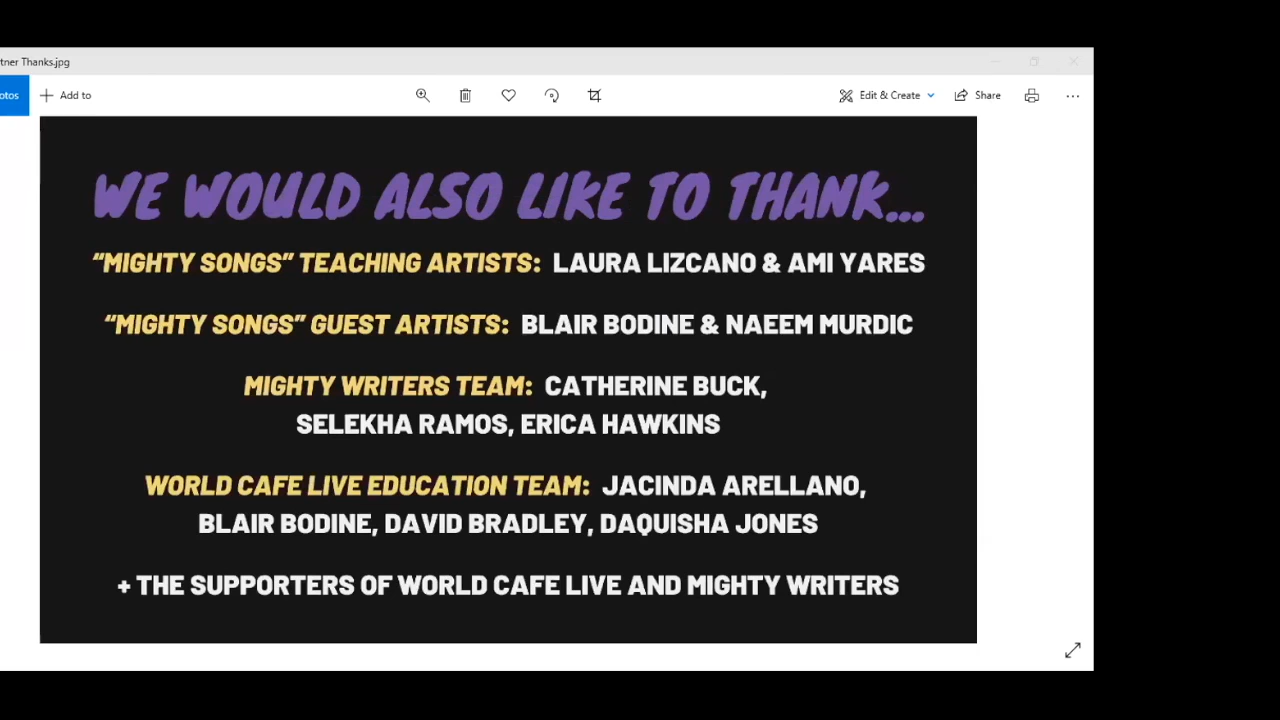 tner Thanks.jpg
otos
Add to
Edit & Create
Share
WE WOULD ALSO LIKE TO THANK...
“MIGHTY SONGS” TEACHING ARTISTS: LAURA LIZCANO & AMI YARES
“MIGHTY SONGS” GUEST ARTISTS: BLAIR BODINE & NAEEM MURDIC
MIGHTY WRITERS TEAM: CATHERINE BUCK,
SELEKHA RAMOS, ERICA HAWKINS
WORLD CAFE LIVE EDUCATION TEAM: JACINDA ARELLANO,
BLAIR BODINE, DAVID BRADLEY, DAQUISHA JONES
+ THE SUPPORTERS OF WORLD CAFE LIVE AND MIGHTY WRITERS